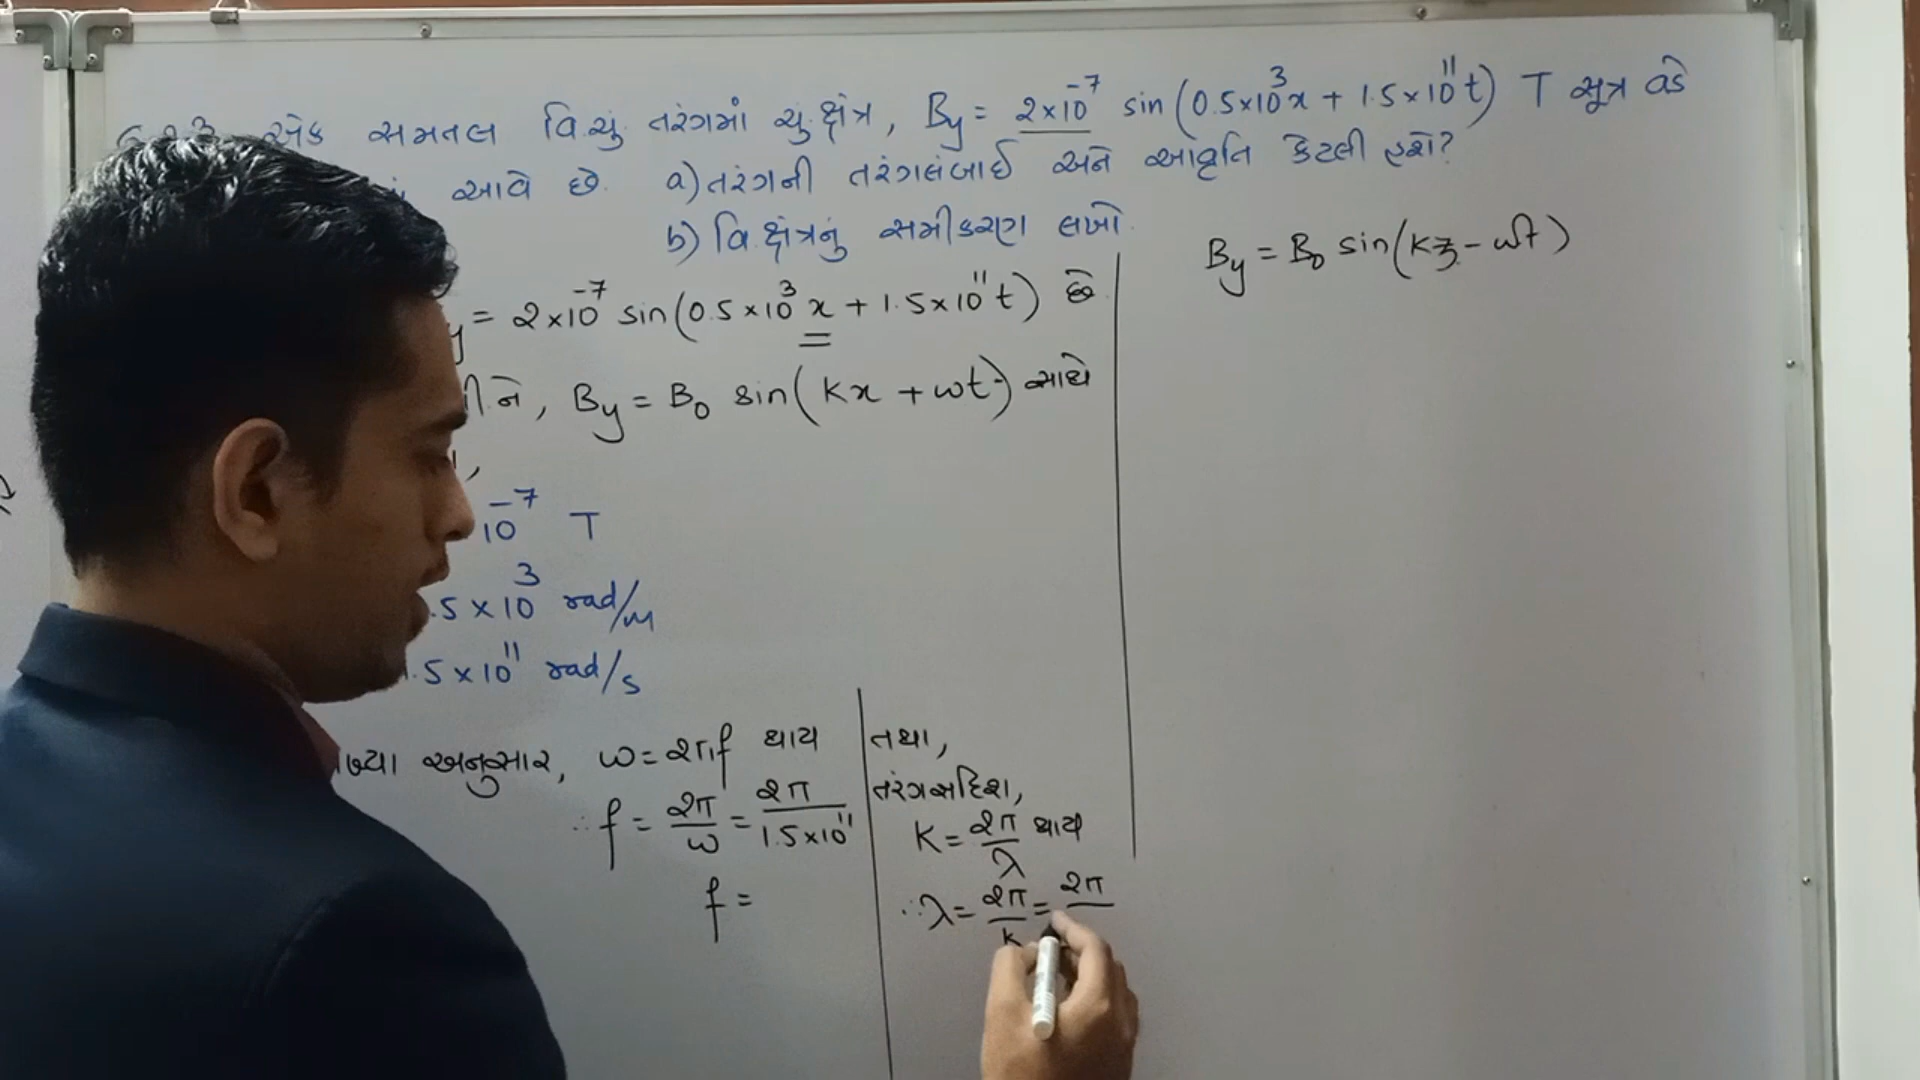 એક સમતલ વિ.ચુ. તરંગમાં ચુ. ક્ષેત્ર, By = 2×10⁻⁷ sin(0.5×10³x + 1.5×10¹¹t) T સૂત્ર વડે
આવે છે. a) તરંગની તરંગલંબાઈ અને આવૃતિ કેટલી હશે?
b) વિ.ક્ષેત્રનું સમીકરણ લખો.
By = B₀ sin(kz - ωt)
y = 2×10⁻⁷ sin(0.5×10³x + 1.5×10¹¹t) છે
ને, By = B₀ sin(kx + ωt) સાથે
10⁻⁷ T
.5×10³ rad/m
1.5×10¹¹ rad/s
ખ્યા અનુસાર, ω = 2πf થાય
∴ f = 2π/ω = 2π/1.5×10¹¹
f =
તથા,
તરંગસદિશ,
K = 2π/λ થાય
∴ λ = 2π/k = 2π